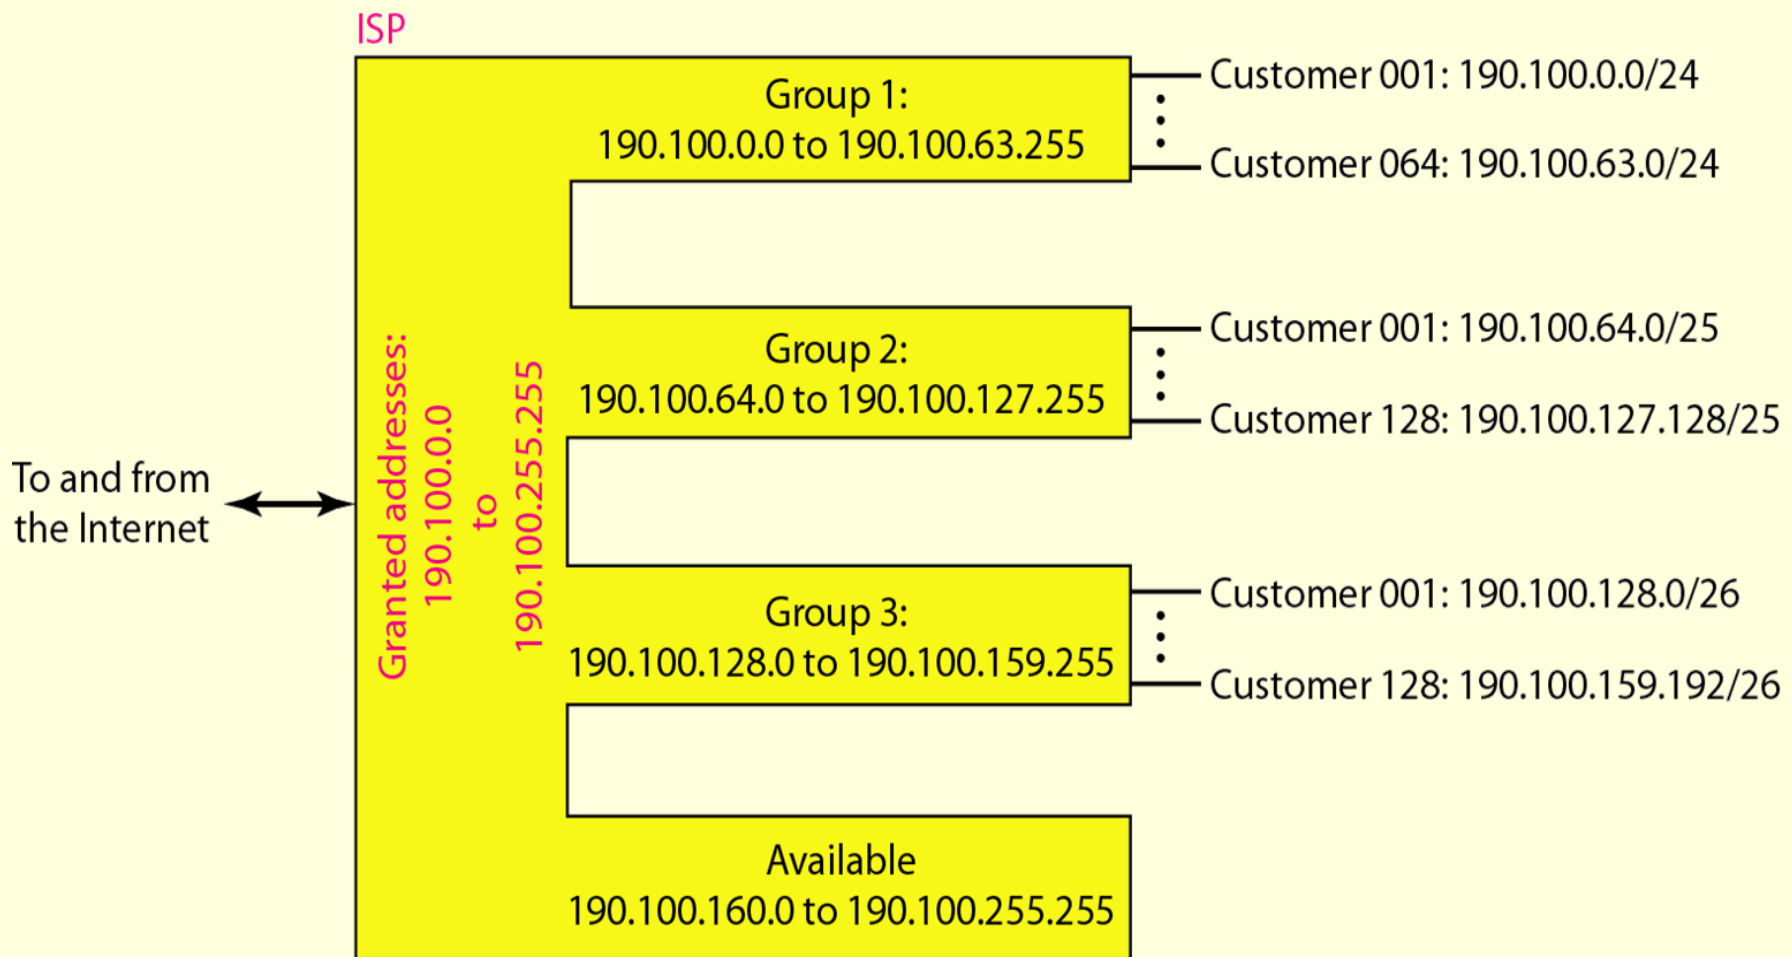 ISP
Group 1:
190.100.0.0 to 190.100.63.255
Customer 001: 190.100.0.0/24
Customer 064: 190.100.63.0/24
Group 2:
190.100.64.0 to 190.100.127.255
Customer 001: 190.100.64.0/25
Customer 128: 190.100.127.128/25
To and from
the Internet
Granted addresses:
190.100.0.0
to
190.100.255.255
Group 3:
190.100.128.0 to 190.100.159.255
Customer 001: 190.100.128.0/26
Customer 128: 190.100.159.192/26
Available
190.100.160.0 to 190.100.255.255